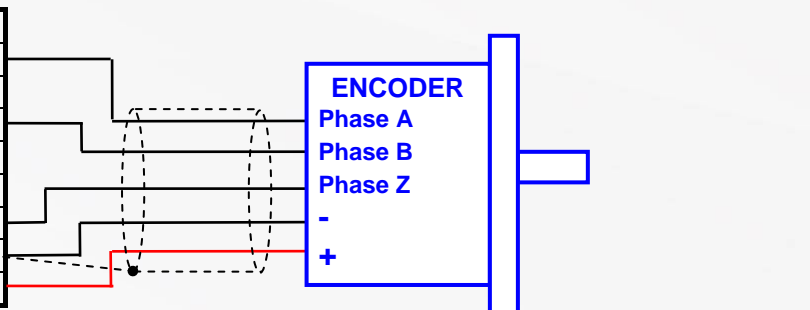 ENCODER
Phase A
Phase B
Phase Z
-
+